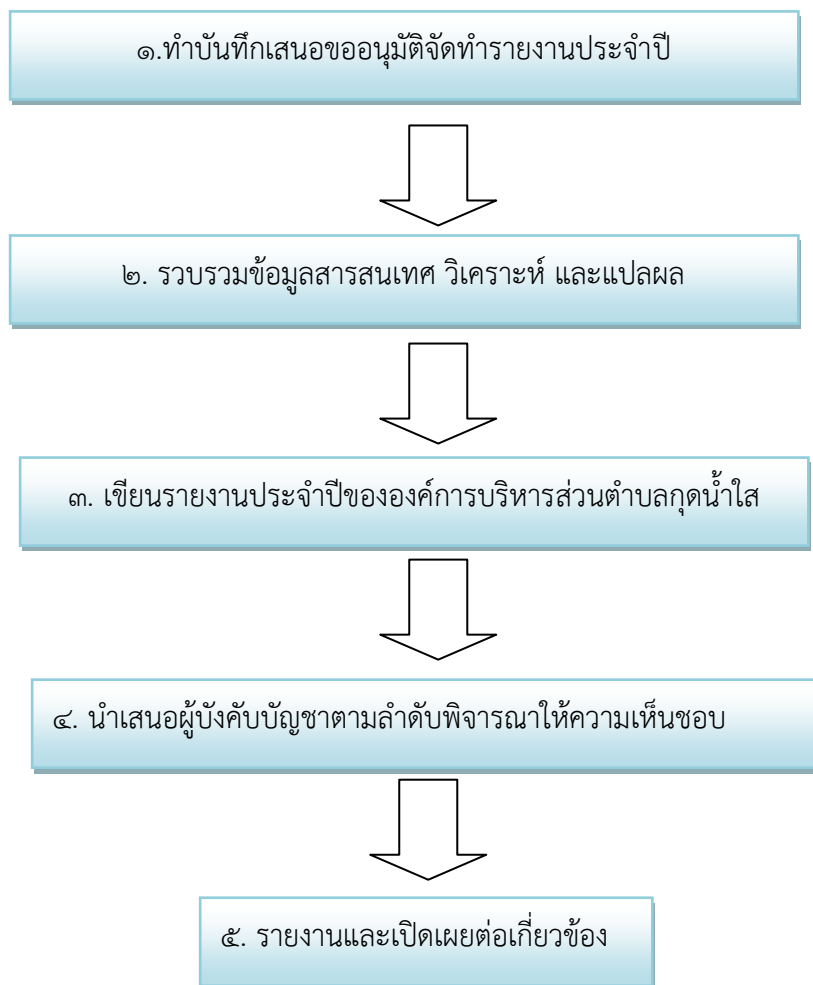 ๑.ทำบันทึกเสนอขออนุมัติจัดทำรายงานประจำปี
๒. รวบรวมข้อมูลสารสนเทศ วิเคราะห์ และแปลผล
๓. เขียนรายงานประจำปีขององค์การบริหารส่วนตำบลกุดน้ำใส
๔. นำเสนอผู้บังคับบัญชาตามลำดับพิจารณาให้ความเห็นชอบ
๕. รายงานและเปิดเผยต่อเกี่ยวข้อง